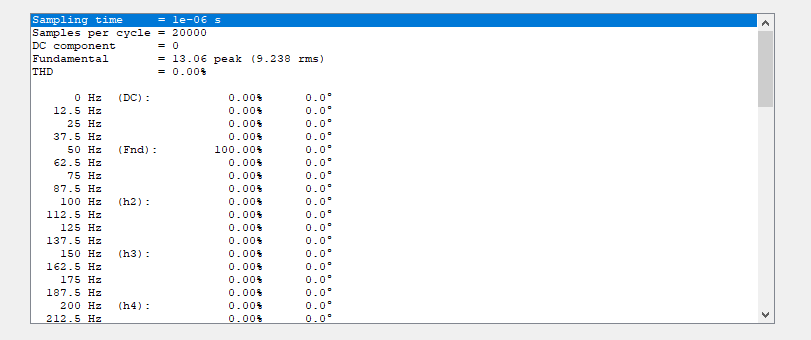 Sampling time     = 1e-06 s
Samples per cycle = 20000
DC component      = 0
Fundamental       = 13.06 peak (9.238 rms)
THD               = 0.00%
0 Hz  (DC):           0.00%      0.0°
12.5 Hz                  0.00%      0.0°
25 Hz                  0.00%      0.0°
37.5 Hz                  0.00%      0.0°
50 Hz  (Fnd):        100.00%      0.0°
62.5 Hz                  0.00%      0.0°
75 Hz                  0.00%      0.0°
87.5 Hz                  0.00%      0.0°
100 Hz  (h2):           0.00%      0.0°
112.5 Hz                  0.00%      0.0°
125 Hz                  0.00%      0.0°
137.5 Hz                  0.00%      0.0°
150 Hz  (h3):           0.00%      0.0°
162.5 Hz                  0.00%      0.0°
175 Hz                  0.00%      0.0°
187.5 Hz                  0.00%      0.0°
200 Hz  (h4):           0.00%      0.0°
212.5 Hz                  0.00%      0.0°